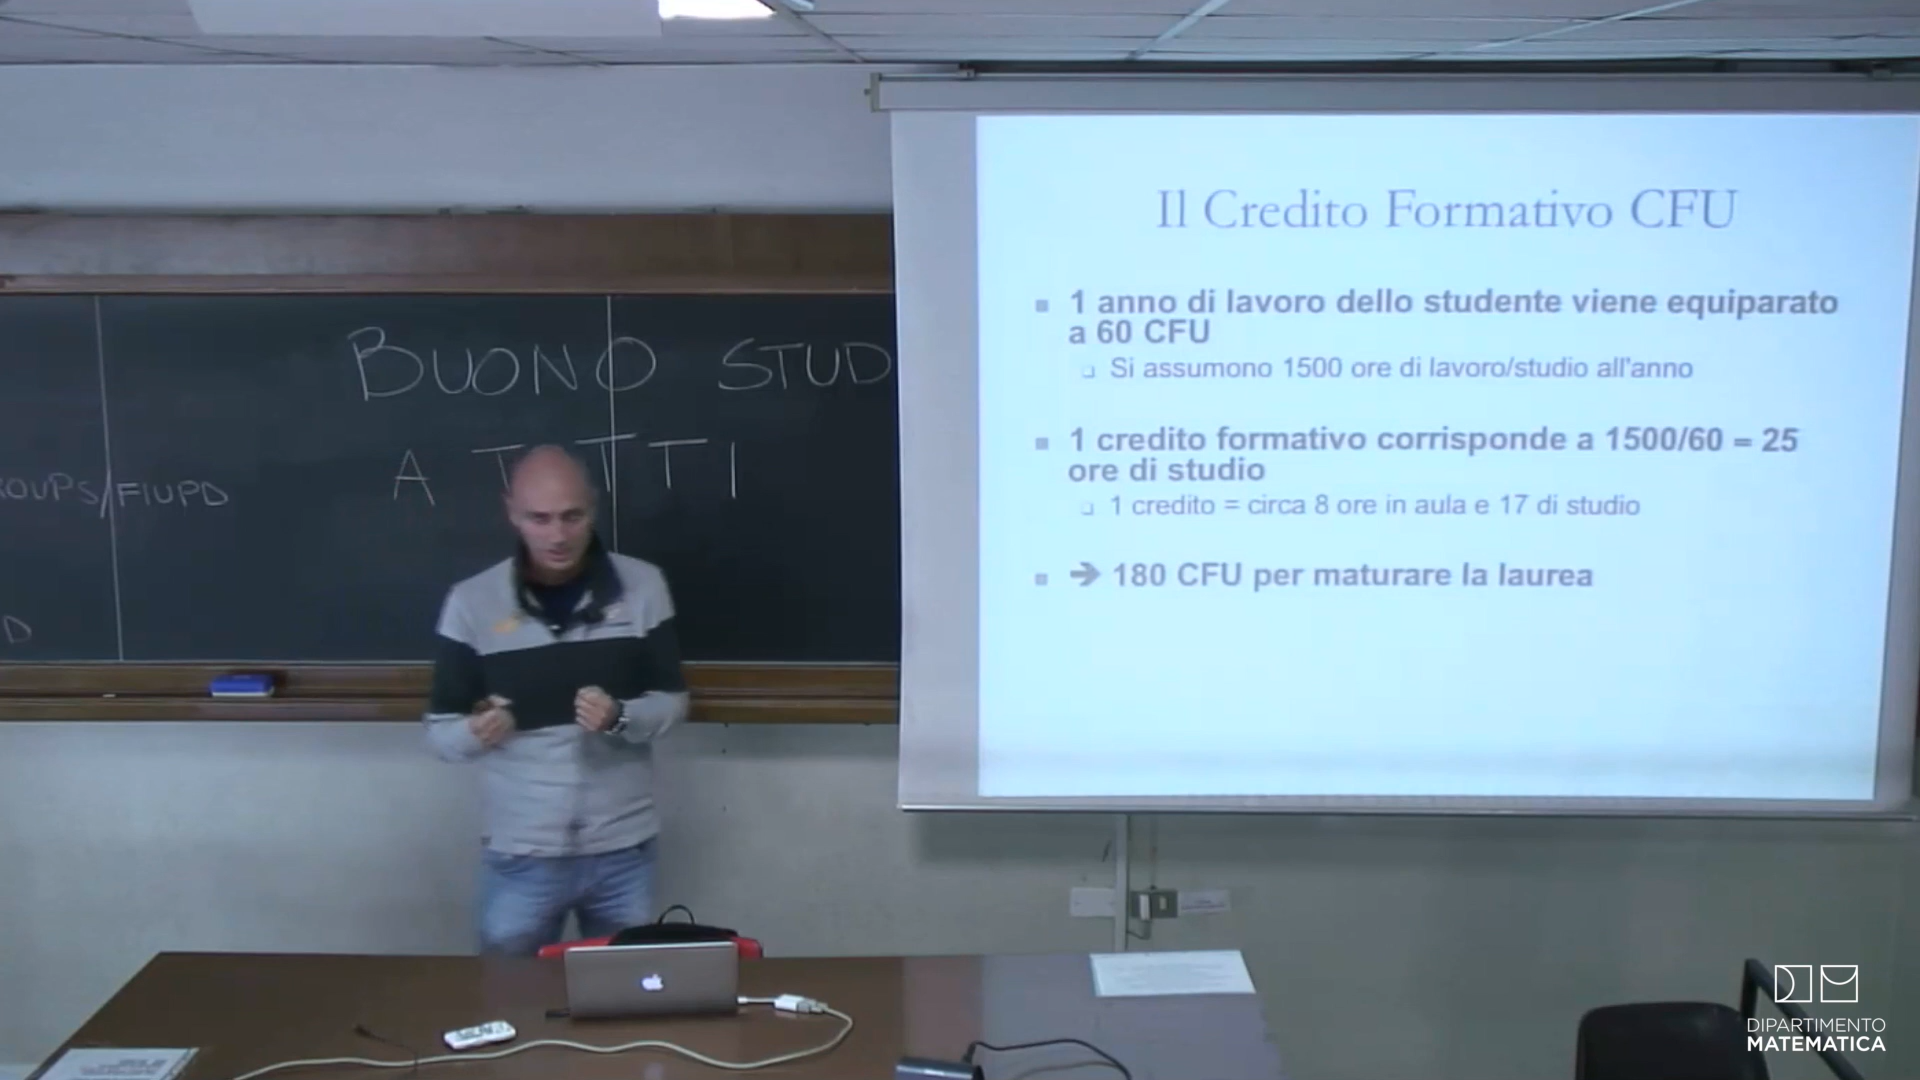 Il Credito Formativo CFU
1 anno di lavoro dello studente viene equiparato
a 60 CFU
Si assumono 1500 ore di lavoro/studio all'anno
1 credito formativo corrisponde a 1500/60 = 25
ore di studio
1 credito = circa 8 ore in aula e 17 di studio
➔ 180 CFU per maturare la laurea
BUONO STUD
A TUTTI
OUPS/FIUPD
D
DIPARTIMENTO
MATEMATICA